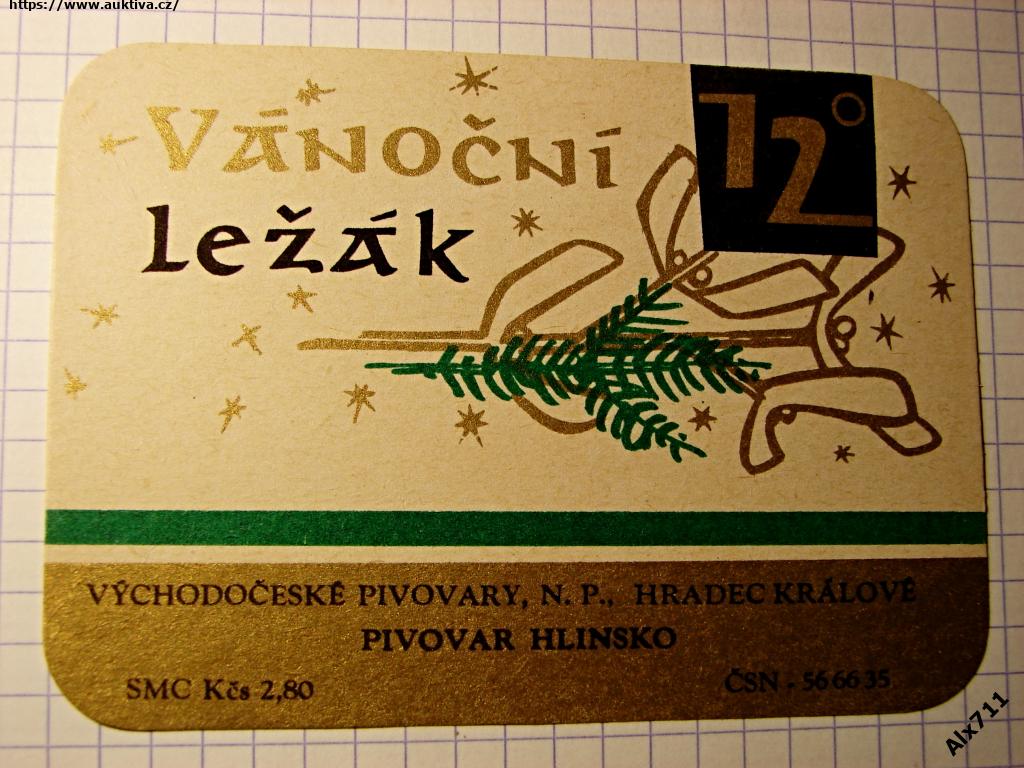 https://www.auktiva.cz/
VÁNOČNÍ
Ležák
12°
VÝCHODOČESKÉ PIVOVARY, N. P., HRADEC KRÁLOVÉ
PIVOVAR HLINSKO
SMC Kčs 2,80
ČSN - 56 66 35
Alx711